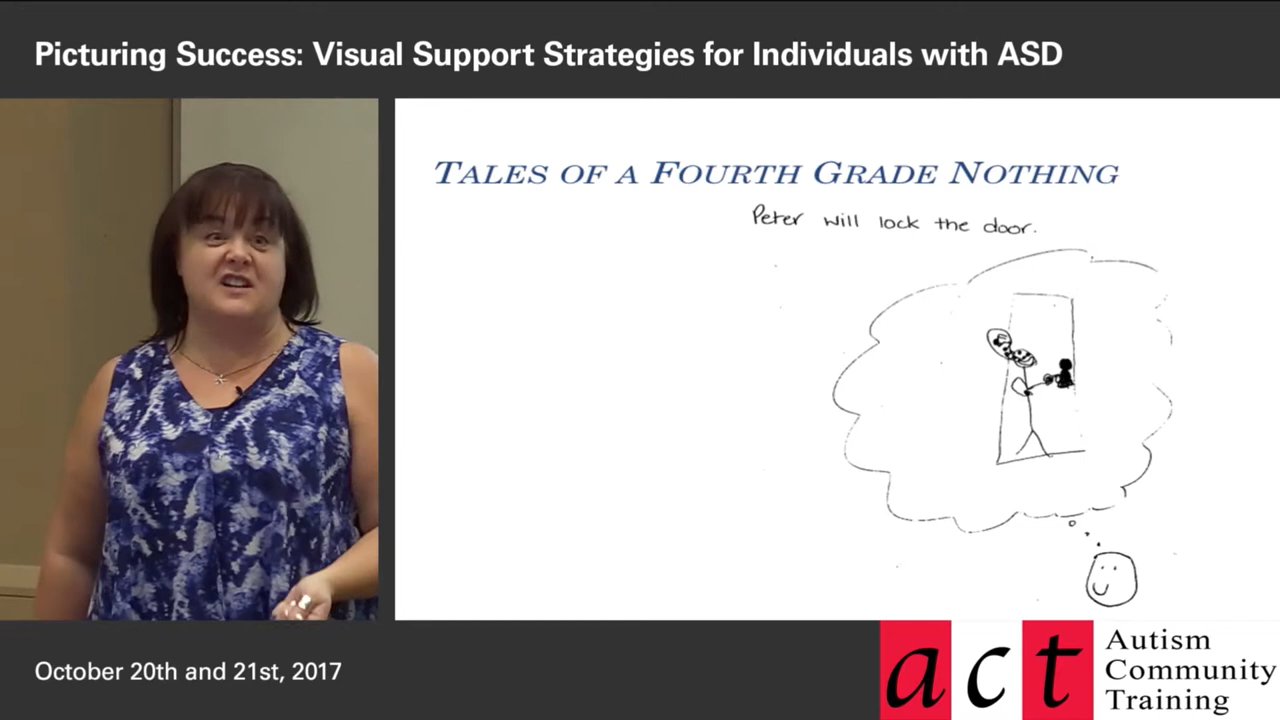 Picturing Success: Visual Support Strategies for Individuals with ASD
TALES OF A FOURTH GRADE NOTHING
Peter will lock the door.
October 20th and 21st, 2017
act
Autism
Community
Training